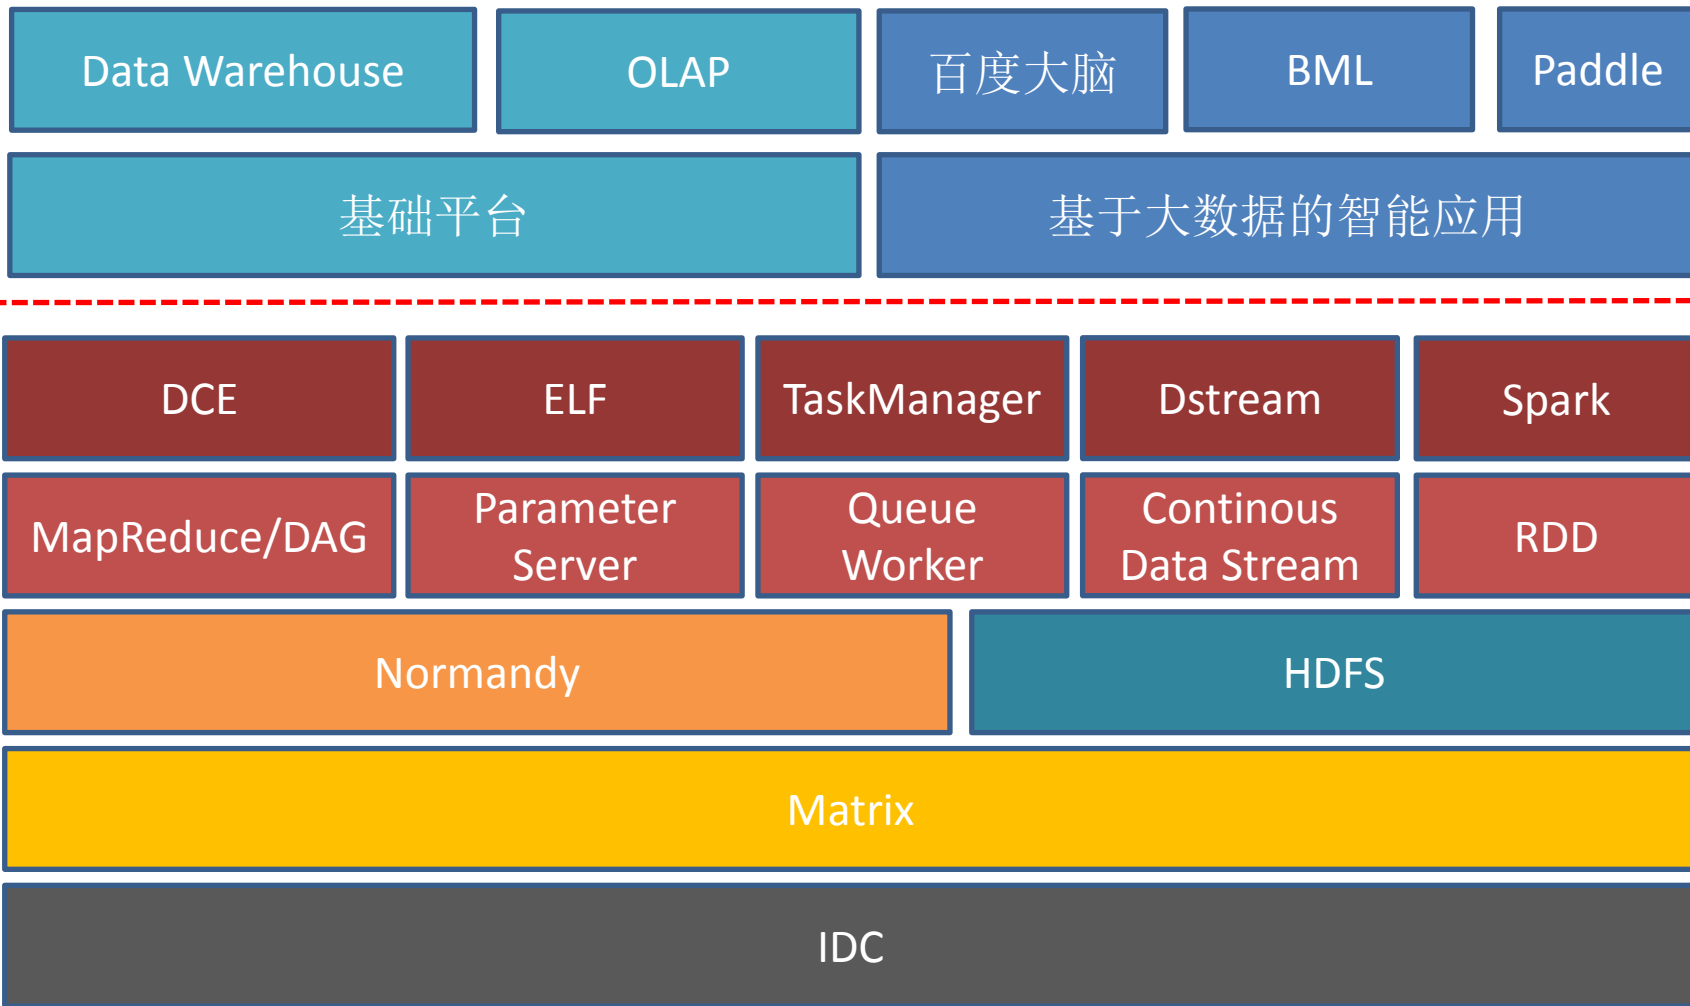 Data Warehouse
OLAP
百度大脑
BML
Paddle
基础平台
基于大数据的智能应用
DCE
ELF
TaskManager
Dstream
Spark
MapReduce/DAG
Parameter
Server
Queue
Worker
Continous
Data Stream
RDD
Normandy
HDFS
Matrix
IDC